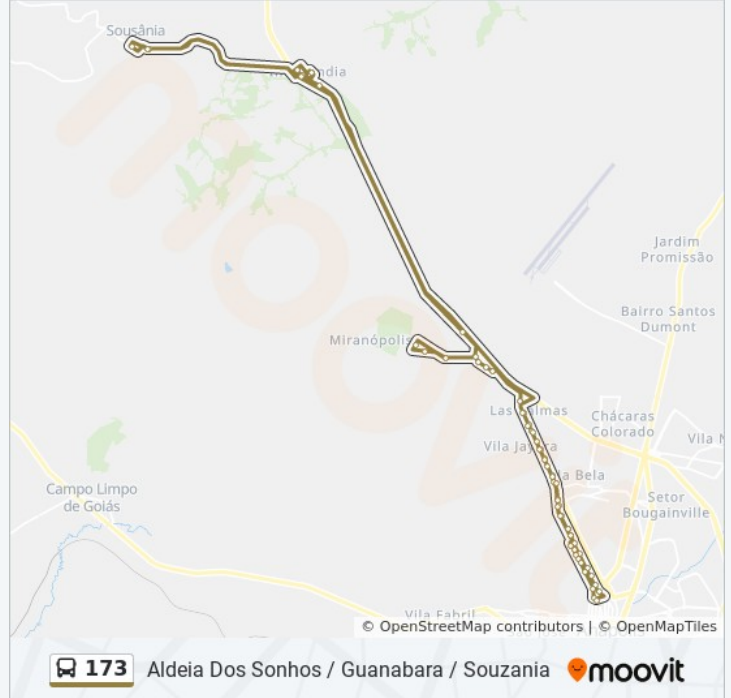 Sousânia
Jardim
Promissão
Bairro Santos
Dumont
Miranópolis
Las Palmas
Chácaras
Colorado
Vila Jayara
Campo Limpo
de Goiás
Setor
Bougainville
Vila Fabril
© OpenStreetMap contributors | © OpenMapTiles
173 Aldeia Dos Sonhos / Guanabara / Souzania moovit
moovit